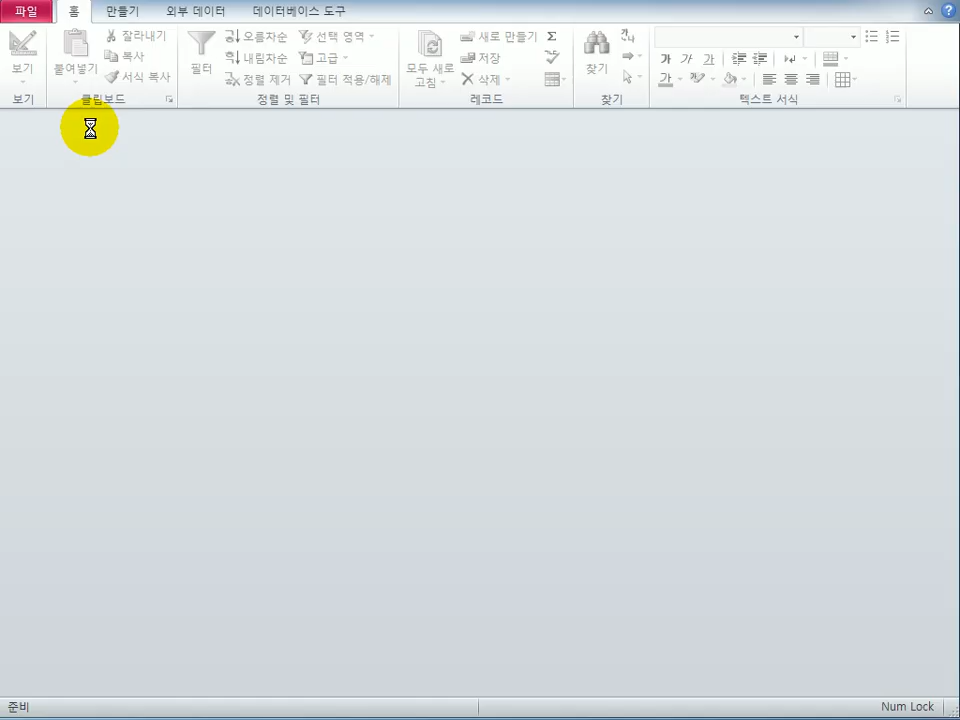 파일 홈 만들기 외부 데이터 데이터베이스 도구
잘라내기 오름차순 선택 영역 새로 만들기
보기 붙여넣기 복사 필터 내림차순 고급 모두 새로 고침 저장 찾기 가 가 가
서식 복사 정렬 제거 필터 적용/해제 삭제 가
보기 클립보드 정렬 및 필터 레코드 찾기 텍스트 서식
준비 Num Lock